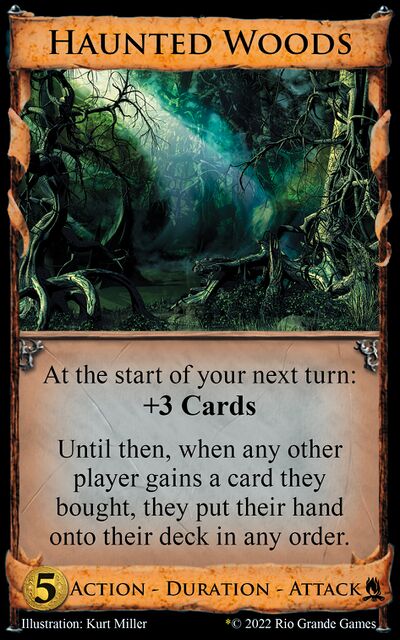 Haunted Woods
At the start of your next turn:
+3 Cards
Until then, when any other
player gains a card they
bought, they put their hand
onto their deck in any order.
5 Action - Duration - Attack
Illustration: Kurt Miller *© 2022 Rio Grande Games